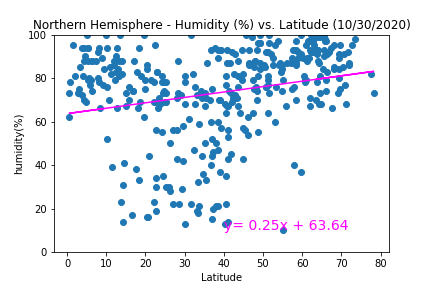 Northern Hemisphere - Humidity (%) vs. Latitude (10/30/2020)
100
80
60
40
20
0
humidity(%)
y= 0.25x + 63.64
0 10 20 30 40 50 60 70 80
Latitude